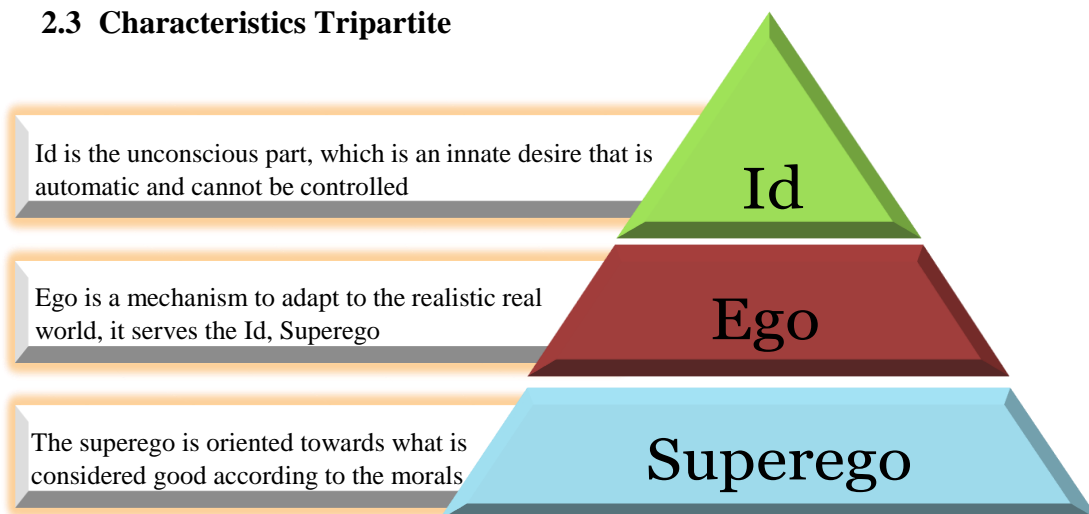 2.3 Characteristics Tripartite
Id is the unconscious part, which is an innate desire that is
automatic and cannot be controlled
Id
Ego is a mechanism to adapt to the realistic real
world, it serves the Id, Superego
Ego
The superego is oriented towards what is
considered good according to the morals
Superego